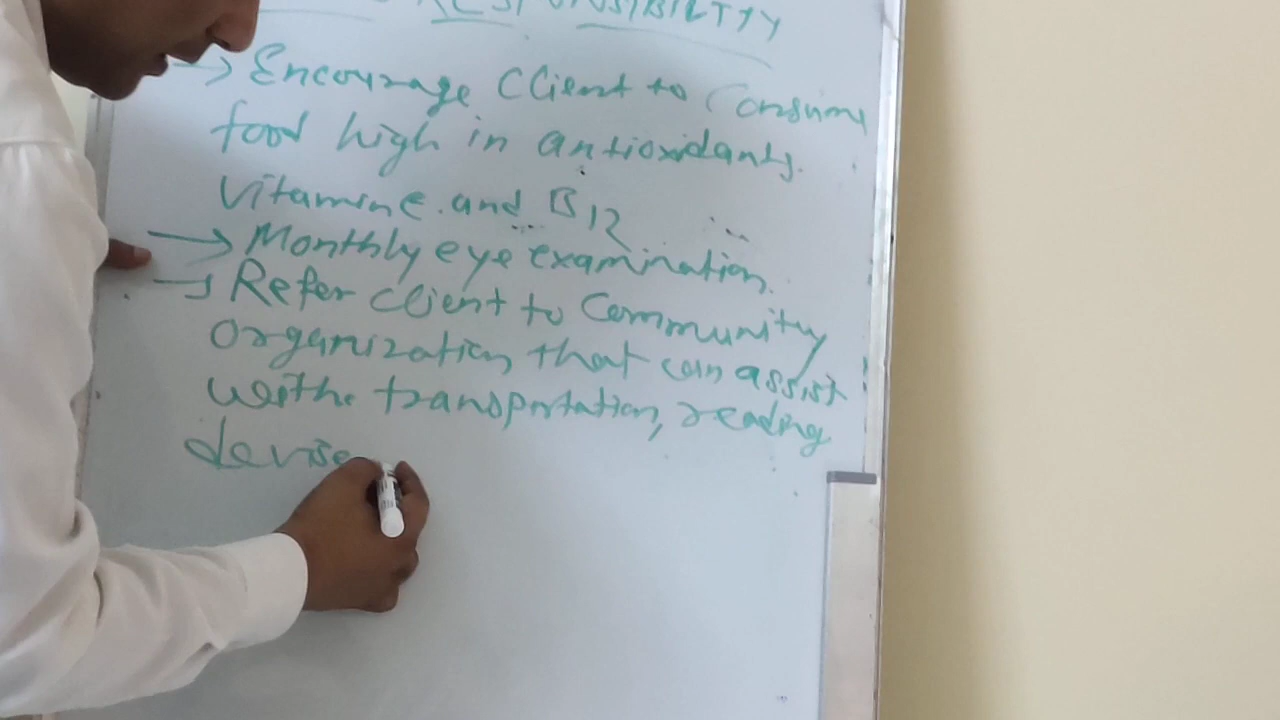 RESPONSIBILTY
→ Encourage client to Consume
food high in antioxidants.
Vitamin E. and B12
→ Monthly eye examination.
→ Refer client to Community
organization that can assist
with transportation, reading
devise